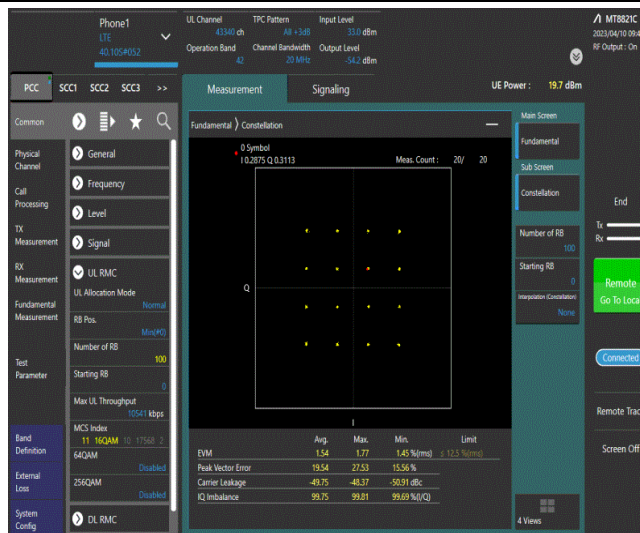 Phone1
LTE
40.105#052
UL Channel
43340 ch
TPC Pattern
All +3dB
Input Level
33.0 dBm
Operation Band
42
Channel Bandwidth
20 MHz
Output Level
-54.2 dBm
MT8821C
2023/04/10 09:4
RF Output : On
PCC SCC1 SCC2 SCC3 >>
Measurement
Signaling
UE Power : 19.7 dBm
Common
Physical
Channel
Call
Processing
TX
Measurement
RX
Measurement
Fundamental
Measurement
Test
Parameter
Band
Definition
External
Loss
System
Config
General
Frequency
Level
Signal
UL RMC
UL Allocation Mode
Normal
RB Pos.
Min(#0)
Number of RB
100
Starting RB
0
Max UL Throughput
10541 kbps
MCS Index
11 16QAM 10 17568 2
64QAM
Disabled
256QAM
Disabled
DL RMC
Fundamental 〉 Constellation
0 Symbol
I 0.2875 Q 0.3113
Meas. Count : 20/ 20
Q
I
Avg. Max. Min. Limit
EVM 1.54 1.77 1.45 %(rms) ≤ 12.5 %(rms)
Peak Vector Error 19.54 27.53 15.56 %
Carrier Leakage -49.75 -48.37 -50.91 dBc
IQ Imbalance 99.75 99.81 99.69 %(I/Q)
Main Screen
Fundamental
Sub Screen
Constellation
Number of RB
100
Starting RB
0
Interpolation (Constellation)
None
4 Views
End
Tx
Rx
Remote
Go To Loca
Connected
Remote Trac
Screen Off